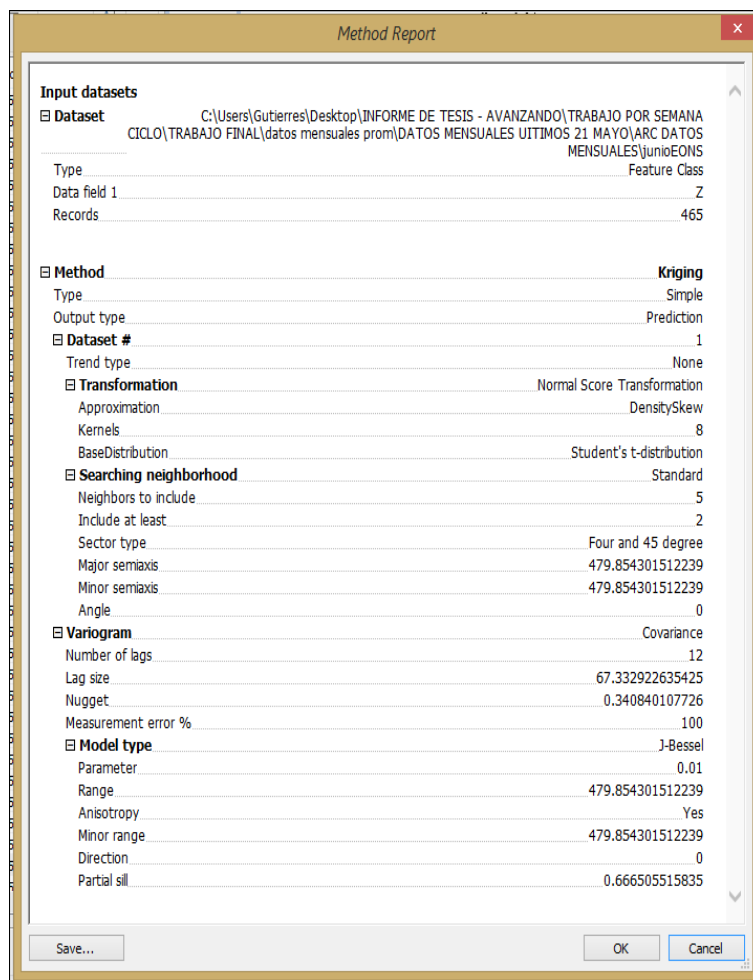 Method Report
x
Input datasets
Dataset C:\Users\Gutierres\Desktop\INFORME DE TESIS - AVANZANDO\TRABAJO POR SEMANA
CICLO\TRABAJO FINAL\datos mensuales prom\DATOS MENSUALES UITIMOS 21 MAYO\ARC DATOS
MENSUALES\junioEONS
Type Feature Class
Data field 1 Z
Records 465
Method Kriging
Type Simple
Output type Prediction
Dataset # 1
Trend type None
Transformation Normal Score Transformation
Approximation DensitySkew
Kernels 8
BaseDistribution Student's t-distribution
Searching neighborhood Standard
Neighbors to include 5
Include at least 2
Sector type Four and 45 degree
Major semiaxis 479.854301512239
Minor semiaxis 479.854301512239
Angle 0
Variogram Covariance
Number of lags 12
Lag size 67.332922635425
Nugget 0.340840107726
Measurement error % 100
Model type J-Bessel
Parameter 0.01
Range 479.854301512239
Anisotropy Yes
Minor range 479.854301512239
Direction 0
Partial sill 0.666505515835
Save... OK Cancel